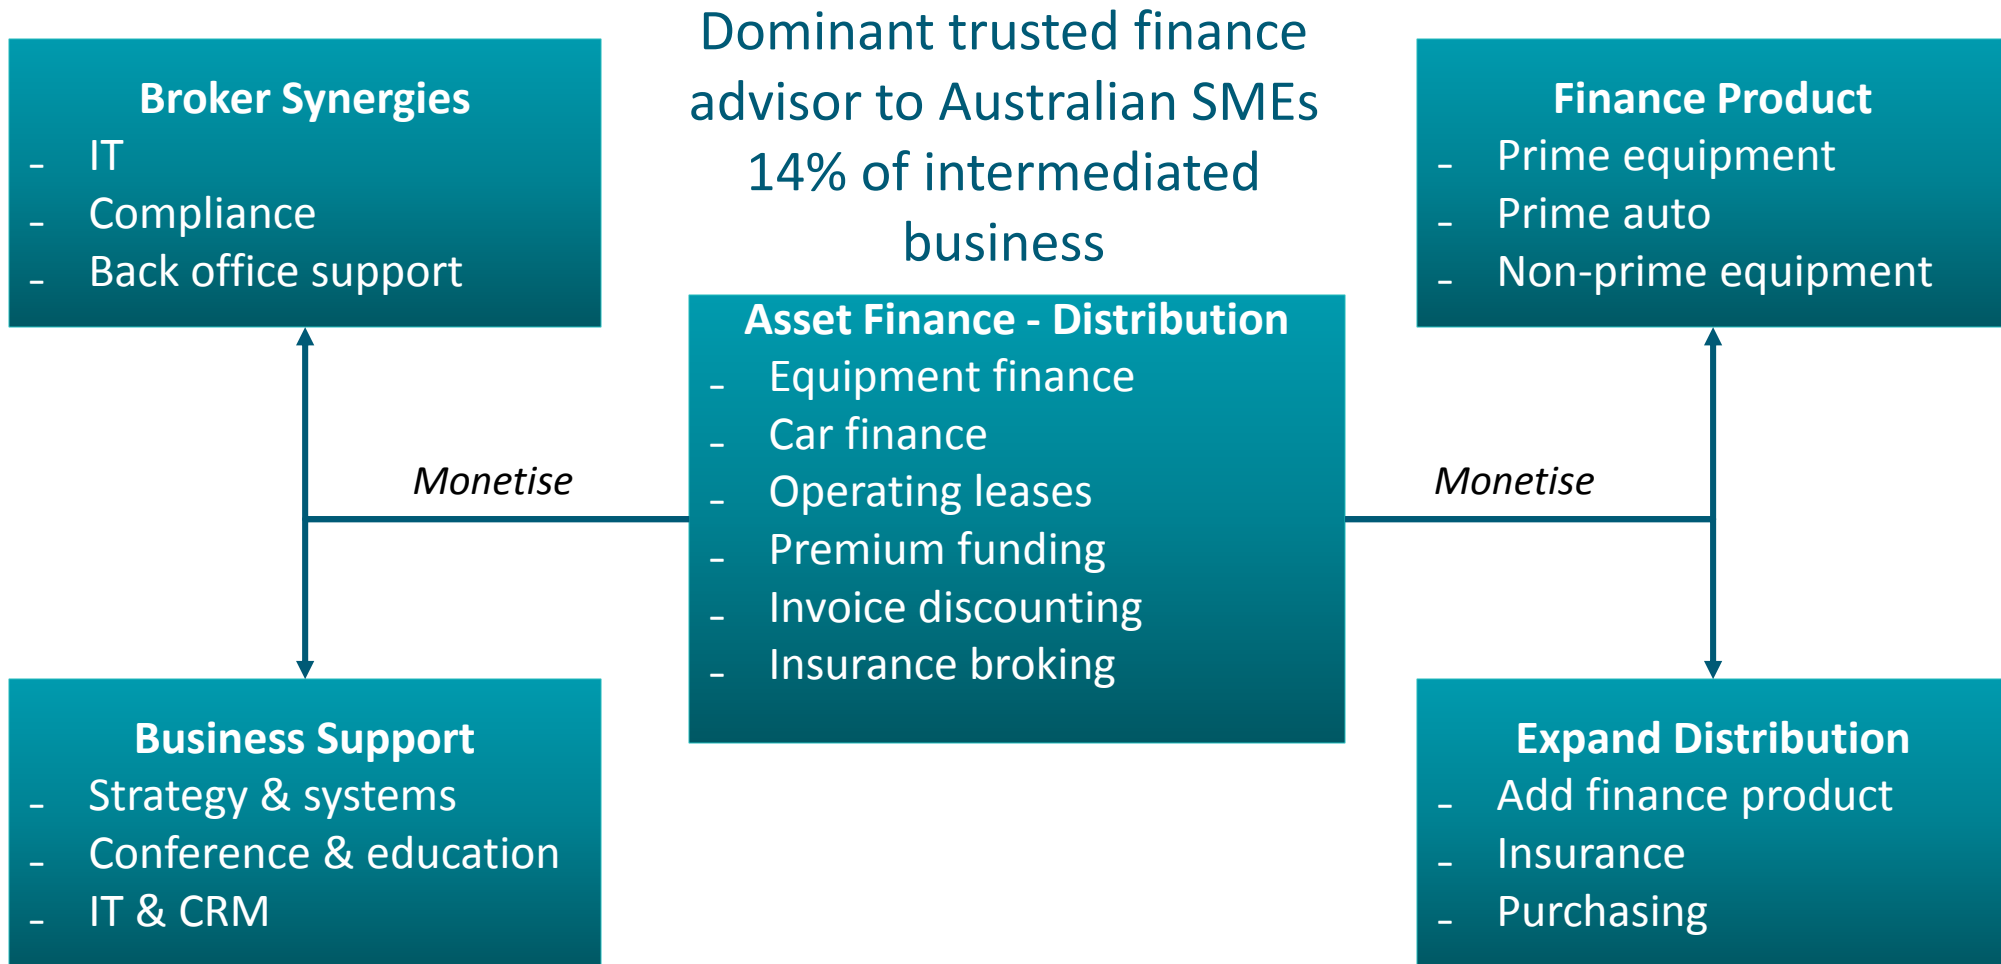 Dominant trusted finance
advisor to Australian SMEs
14% of intermediated
business
Broker Synergies
- IT
- Compliance
- Back office support
Finance Product
- Prime equipment
- Prime auto
- Non-prime equipment
Asset Finance - Distribution
- Equipment finance
- Car finance
- Operating leases
- Premium funding
- Invoice discounting
- Insurance broking
Monetise
Monetise
Business Support
- Strategy & systems
- Conference & education
- IT & CRM
Expand Distribution
- Add finance product
- Insurance
- Purchasing